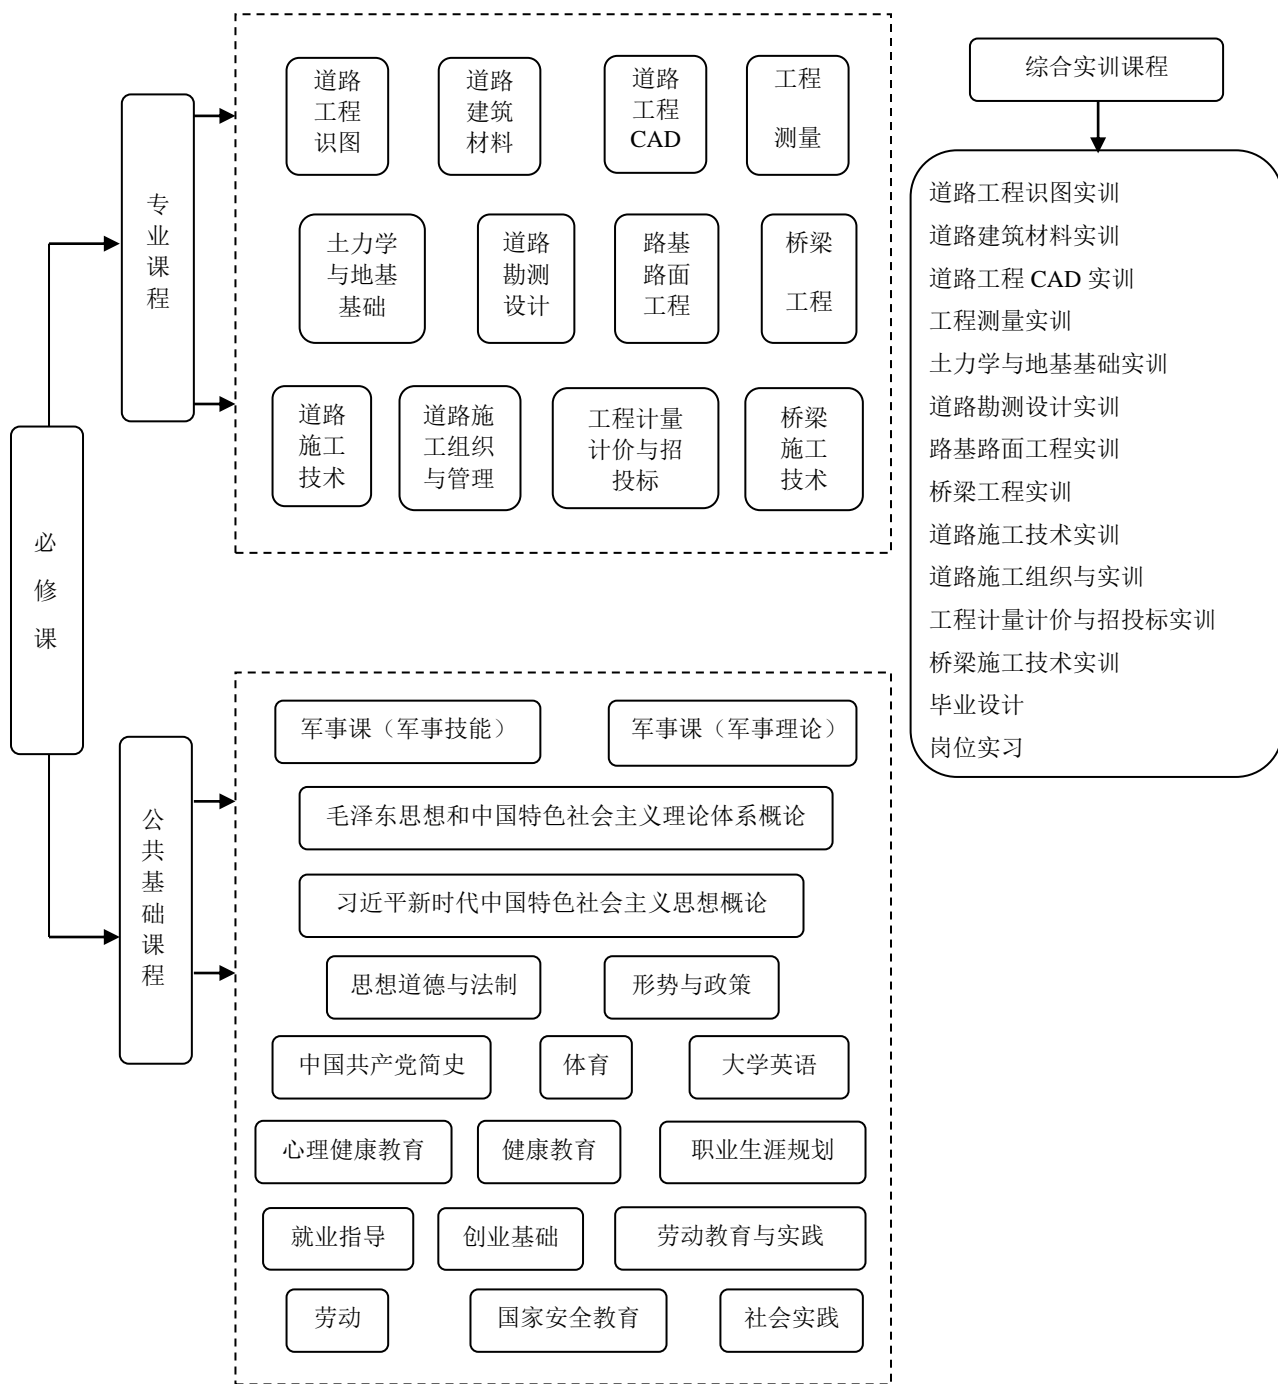 必
修
课
专
业
课
程
道路
工程
识图
道路
建筑
材料
道路
工程
CAD
工程
测量
土力学
与地基
基础
道路
勘测
设计
路基
路面
工程
桥梁
工程
道路
施工
技术
道路施
工组织
与管理
工程计量
计价与招
投标
桥梁
施工
技术
公
共
基
础
课
程
军事课（军事技能）
军事课（军事理论）
毛泽东思想和中国特色社会主义理论体系概论
习近平新时代中国特色社会主义思想概论
思想道德与法制
形势与政策
中国共产党简史
体育
大学英语
心理健康教育
健康教育
职业生涯规划
就业指导
创业基础
劳动教育与实践
劳动
国家安全教育
社会实践
综合实训课程
道路工程识图实训
道路建筑材料实训
道路工程 CAD 实训
工程测量实训
土力学与地基基础实训
道路勘测设计实训
路基路面工程实训
桥梁工程实训
道路施工技术实训
道路施工组织与实训
工程计量计价与招投标实训
桥梁施工技术实训
毕业设计
岗位实习